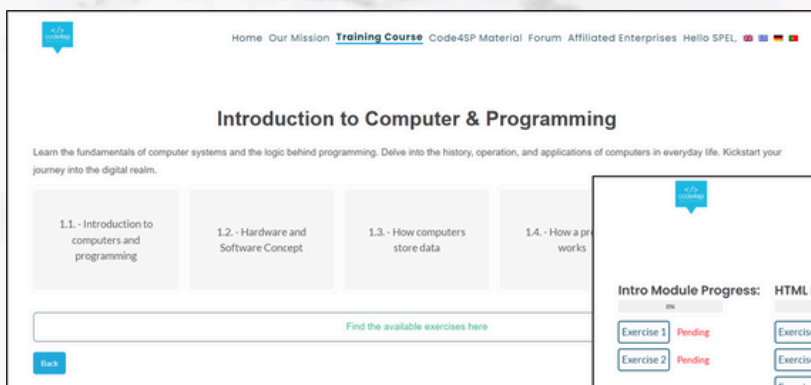 </>
code4sp
Home Our Mission Training Course Code4SP Material Forum Affiliated Enterprises Hello SPEL,
Introduction to Computer & Programming
Learn the fundamentals of computer systems and the logic behind programming. Delve into the history, operation, and applications of computers in everyday life. Kickstart your
journey into the digital realm.
1.1. - Introduction to
computers and
programming
1.2. - Hardware and
Software Concept
1.3. - How computers
store data
1.4. - How a
works
Find the available exercises here
Back
</>
code4sp
Intro Module Progress:
0%
Exercise 1 Pending
Exercise 2 Pending
HTML